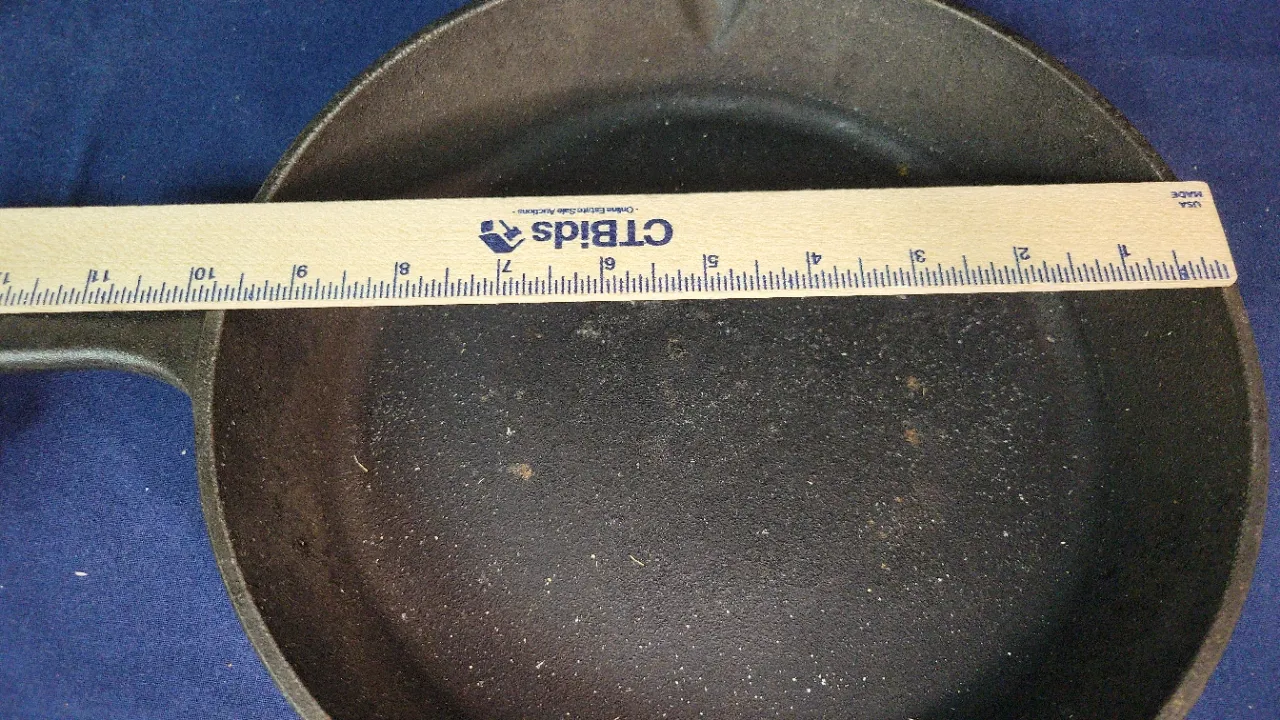 MADE
USA
CTBids
- Online Estate Sale Auctions -
1 2 3 4 5 6 7 8 9 10 11